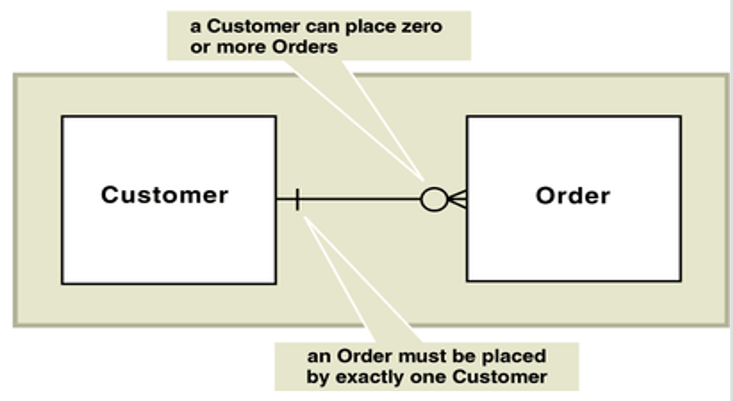 a Customer can place zero
or more Orders
Customer
Order
an Order must be placed
by exactly one Customer